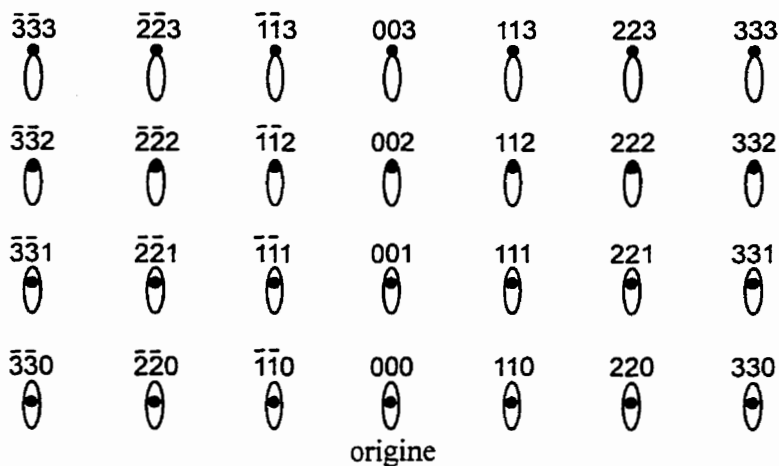 3̅3̅3 2̅2̅3 1̅1̅3 003 113 223 333
3̅3̅2 2̅2̅2 1̅1̅2 002 112 222 332
3̅3̅1 2̅2̅1 1̅1̅1 001 111 221 331
3̅3̅0 2̅2̅0 1̅1̅0 000 110 220 330
origine